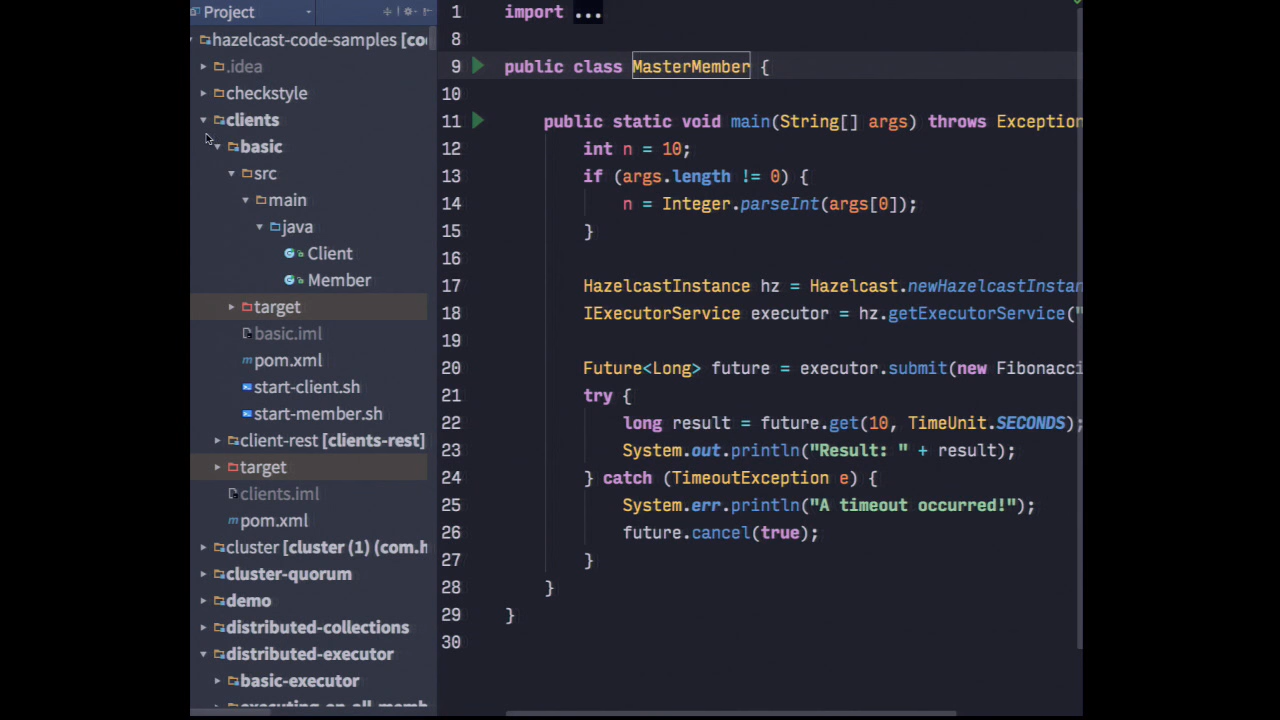 Project
hazelcast-code-samples [co
.idea
checkstyle
clients
basic
src
main
java
Client
Member
target
basic.iml
pom.xml
start-client.sh
start-member.sh
client-rest [clients-rest]
target
clients.iml
pom.xml
cluster [cluster (1) (com.h
cluster-quorum
demo
distributed-collections
distributed-executor
basic-executor
1 import ...
8
9 public class MasterMember {
10
11 public static void main(String[] args) throws Exception
12 int n = 10;
13 if (args.length != 0) {
14 n = Integer.parseInt(args[0]);
15 }
16
17 HazelcastInstance hz = Hazelcast.newHazelcastInstan
18 IExecutorService executor = hz.getExecutorService("
19
20 Future<Long> future = executor.submit(new Fibonacci
21 try {
22 long result = future.get(10, TimeUnit.SECONDS);
23 System.out.println("Result: " + result);
24 } catch (TimeoutException e) {
25 System.err.println("A timeout occurred!");
26 future.cancel(true);
27 }
28 }
29 }
30